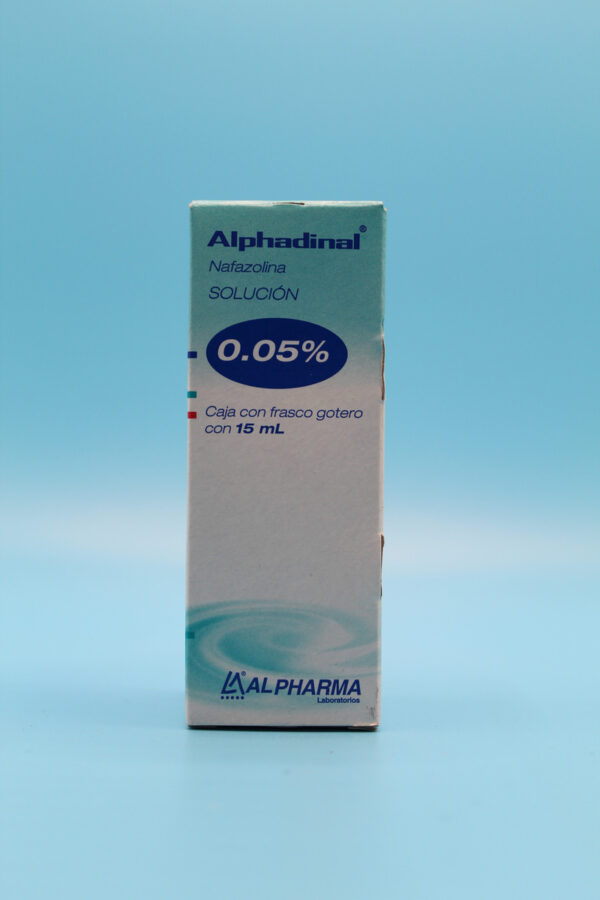 Alphadinal®
Nafazolina
SOLUCIÓN
0.05%
Caja con frasco gotero
con 15 mL
ALPHARMA
Laboratorios